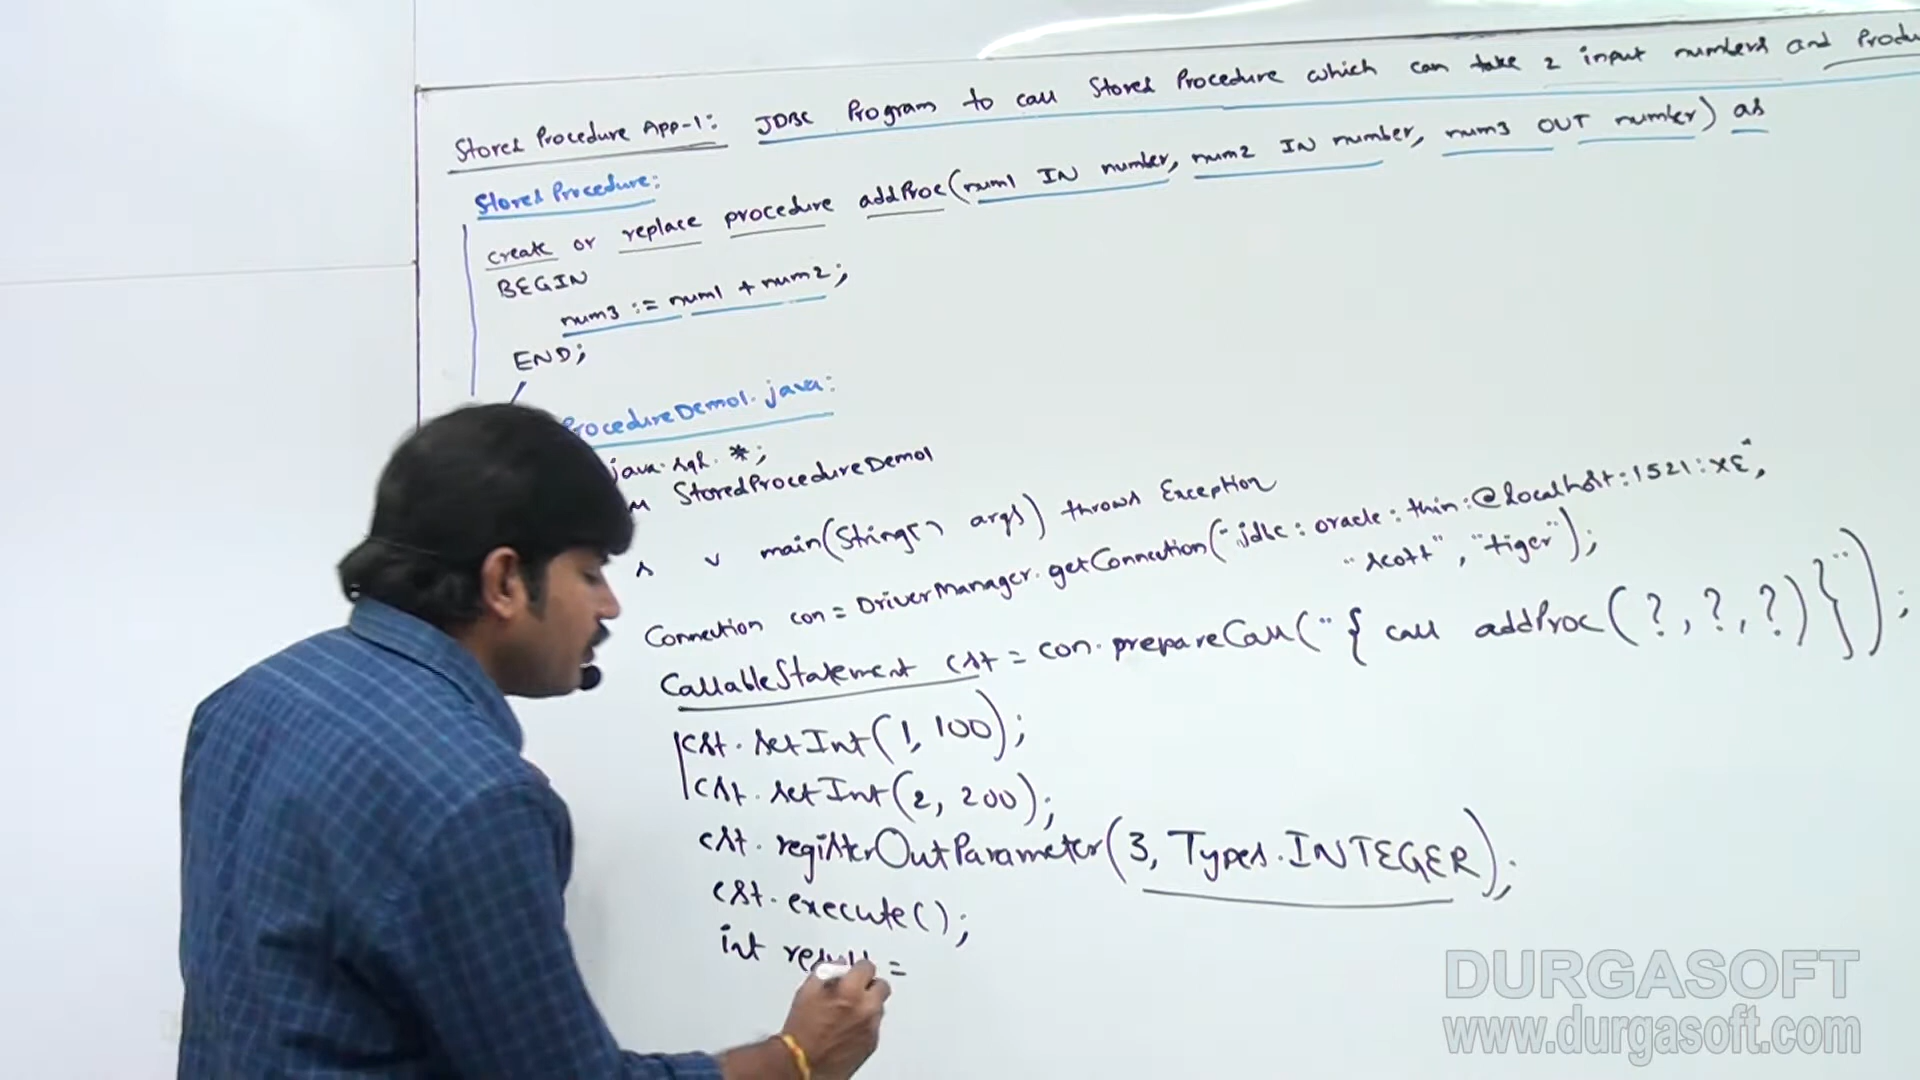 Stored Procedure App-1: JDBC Program to call Stored Procedure which can take 2 input numbers and produ
Stored Procedure:
create or replace procedure addProc(num1 IN number, num2 IN number, num3 OUT number) as
BEGIN
num3 := num1 + num2;
END;
/
ProcedureDemo1.java:
java.sql.*;
StoredProcedureDemo1
s v main(String[] args) throws Exception
Connection con = DriverManager.getConnection("jdbc:oracle:thin:@localhost:1521:XE",
"scott", "tiger");
CallableStatement cst = con.prepareCall("{ call addProc(?,?,?)}");
cst.setInt(1, 100);
cst.setInt(2, 200);
cst.registerOutParameter(3, Types.INTEGER);
cst.execute();
int result =
DURGASOFT
www.durgasoft.com